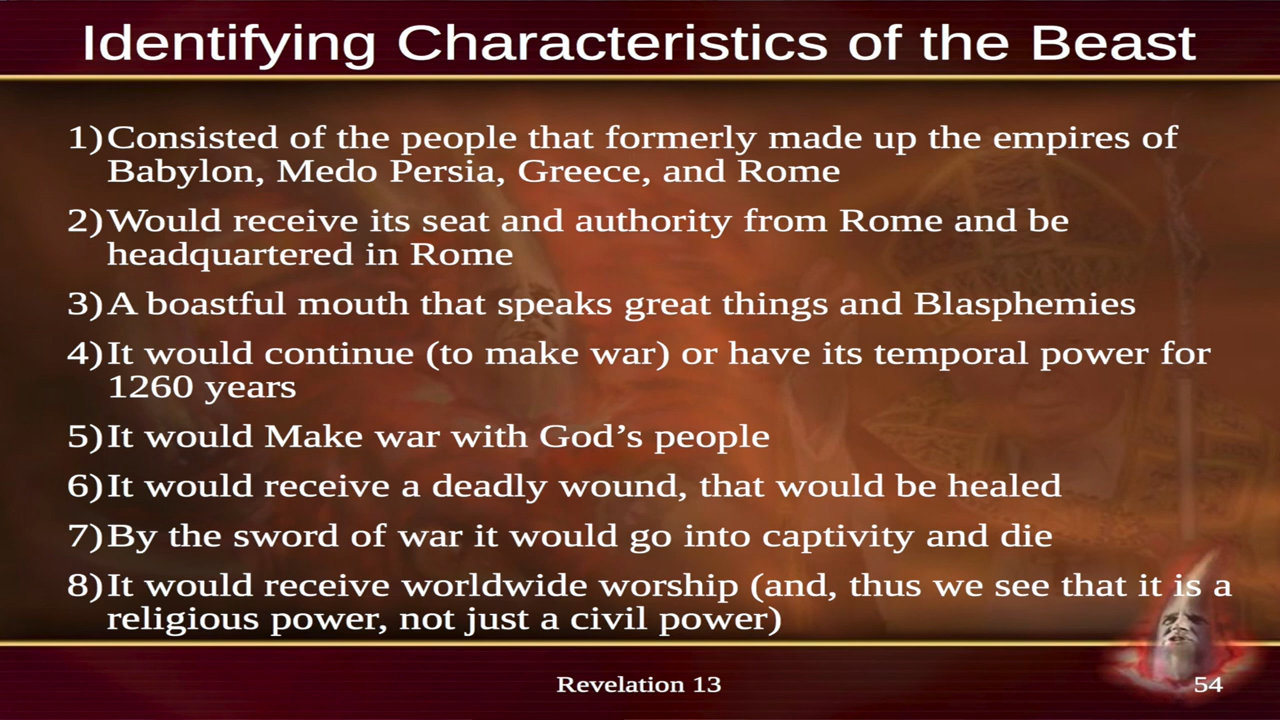 Identifying Characteristics of the Beast
1) Consisted of the people that formerly made up the empires of
Babylon, Medo Persia, Greece, and Rome
2) Would receive its seat and authority from Rome and be
headquartered in Rome
3) A boastful mouth that speaks great things and Blasphemies
4) It would continue (to make war) or have its temporal power for
1260 years
5) It would Make war with God’s people
6) It would receive a deadly wound, that would be healed
7) By the sword of war it would go into captivity and die
8) It would receive worldwide worship (and, thus we see that it is a
religious power, not just a civil power)
Revelation 13
54